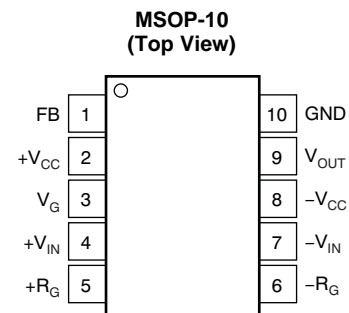 MSOP-10
(Top View)
FB 1 10 GND
+VCC 2 9 VOUT
VG 3 8 −VCC
+VIN 4 7 −VIN
+RG 5 6 −RG